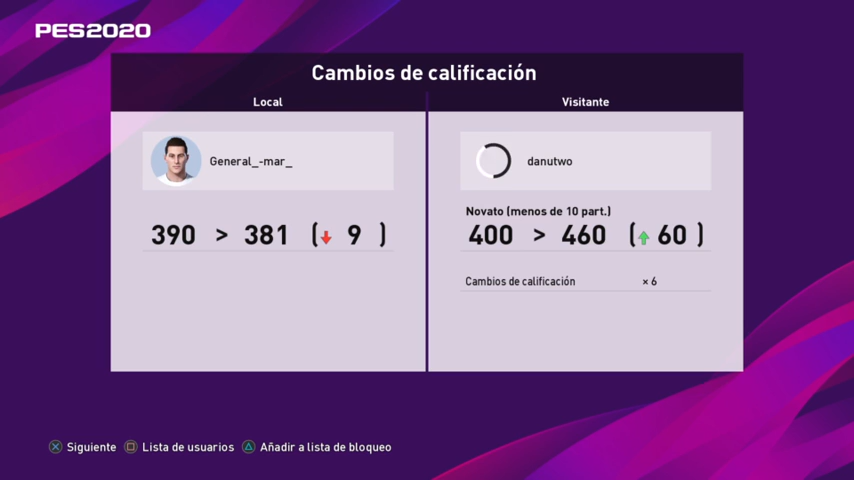 PES2020
Cambios de calificación
Local
Visitante
General_-mar_
danutwo
Novato (menos de 10 part.)
390 > 381 ( 9 )
400 > 460 ( 60 )
Cambios de calificación × 6
Siguiente Lista de usuarios Añadir a lista de bloqueo